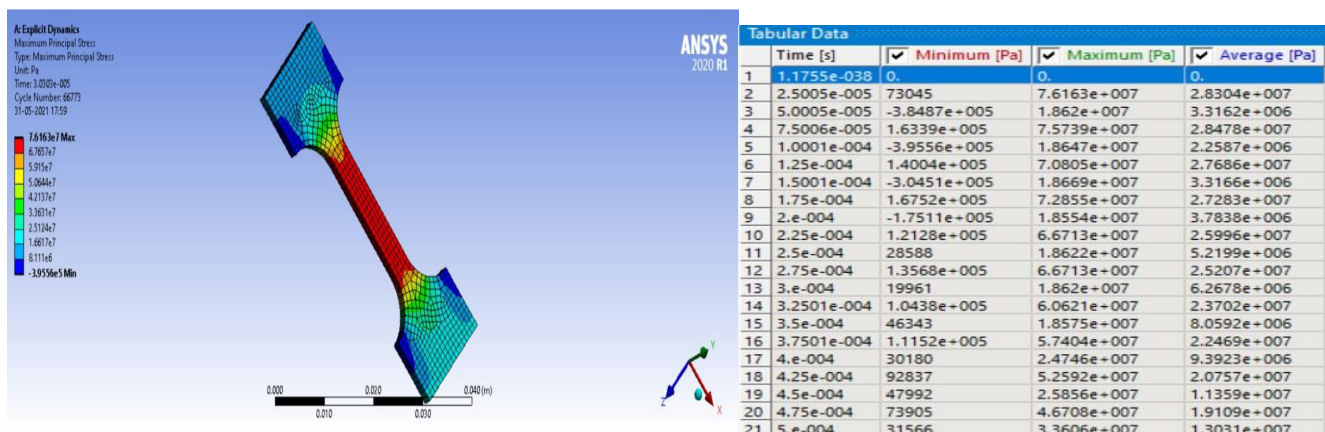 A: Explicit Dynamics
Maximum Principal Stress
Type: Maximum Principal Stress
Unit: Pa
Time: 3.0303e-005
Cycle Number: 66773
31-05-2021 17:59
7.6163e7 Max
6.7657e7
5.915e7
5.0644e7
4.2137e7
3.3631e7
2.5124e7
1.6617e7
8.111e6
-3.9556e5 Min
ANSYS
2020 R1
0.000 0.020 0.040 (m)
0.010 0.030
Y
Z
X
Tabular Data
Time [s] Minimum [Pa] Maximum [Pa] Average [Pa]
1 1.1755e-038 0. 0. 0.
2 2.5005e-005 73045 7.6163e+007 2.8304e+007
3 5.0005e-005 -3.8487e+005 1.862e+007 3.3162e+006
4 7.5006e-005 1.6339e+005 7.5739e+007 2.8478e+007
5 1.0001e-004 -3.9556e+005 1.8647e+007 2.2587e+006
6 1.25e-004 1.4004e+005 7.0805e+007 2.7686e+007
7 1.5001e-004 -3.0451e+005 1.8669e+007 3.3166e+006
8 1.75e-004 1.6752e+005 7.2855e+007 2.7283e+007
9 2.e-004 -1.7511e+005 1.8554e+007 3.7838e+006
10 2.25e-004 1.2128e+005 6.6713e+007 2.5996e+007
11 2.5e-004 28588 1.8622e+007 5.2199e+006
12 2.75e-004 1.3568e+005 6.6713e+007 2.5207e+007
13 3.e-004 19961 1.862e+007 6.2678e+006
14 3.2501e-004 1.0438e+005 6.0621e+007 2.3702e+007
15 3.5e-004 46343 1.8575e+007 8.0592e+006
16 3.7501e-004 1.1152e+005 5.7404e+007 2.2469e+007
17 4.e-004 30180 2.4746e+007 9.3923e+006
18 4.25e-004 92837 5.2592e+007 2.0757e+007
19 4.5e-004 47992 2.5856e+007 1.1359e+007
20 4.75e-004 73905 4.6708e+007 1.9109e+007
21 5.e-004 31566 3.3606e+007 1.3031e+007